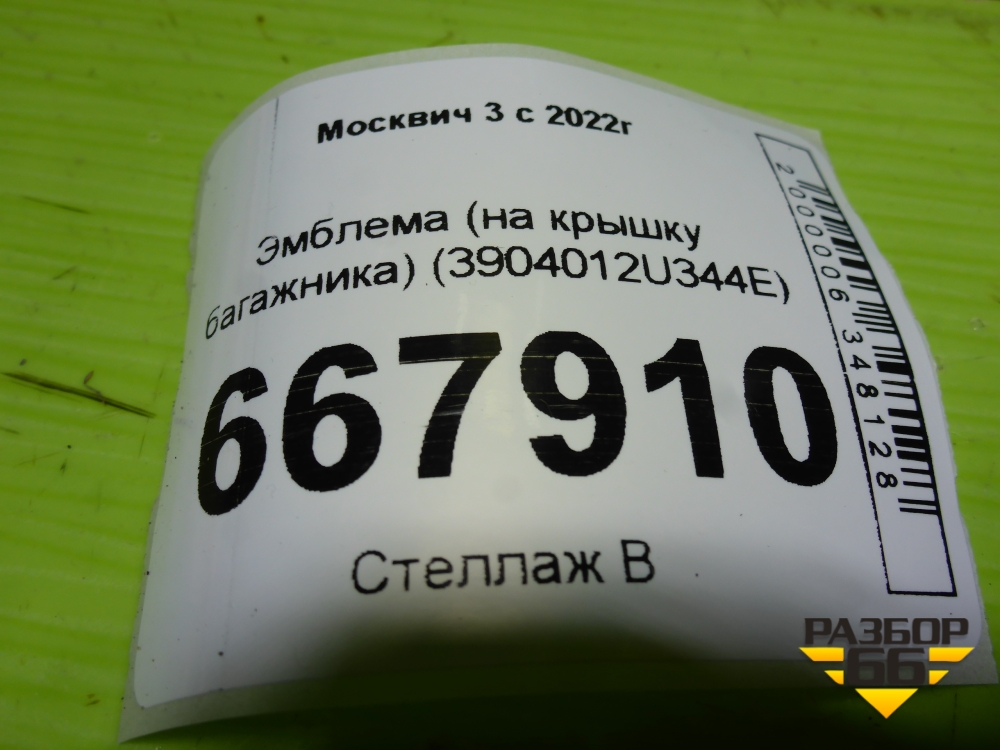 Москвич 3 с 2022г
Эмблема (на крышку
багажника) (3904012U344E)
667910
Стеллаж В
2000006348128
РАЗБОР
66